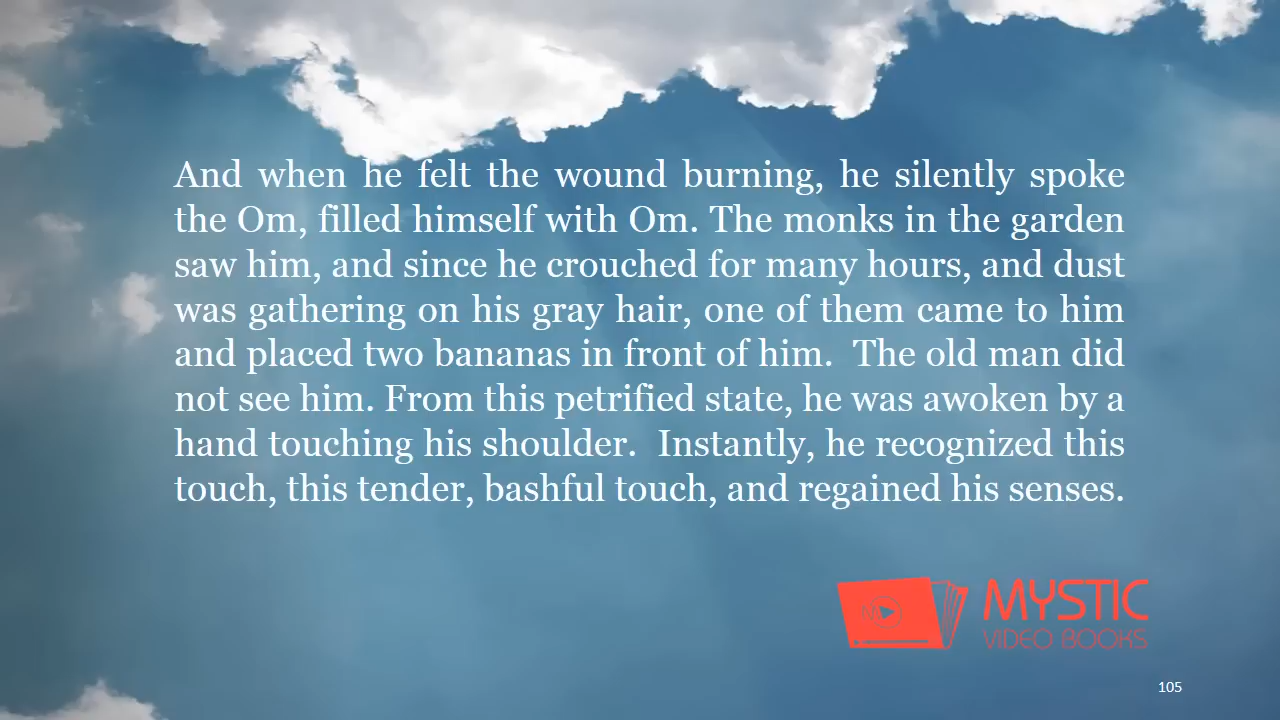 And when he felt the wound burning, he silently spoke
the Om, filled himself with Om. The monks in the garden
saw him, and since he crouched for many hours, and dust
was gathering on his gray hair, one of them came to him
and placed two bananas in front of him.  The old man did
not see him. From this petrified state, he was awoken by a
hand touching his shoulder.  Instantly, he recognized this
touch, this tender, bashful touch, and regained his senses.
MYSTIC
VIDEO BOOKS
105